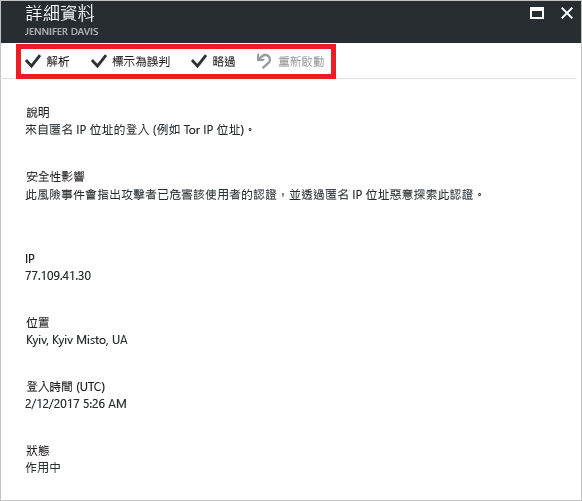 詳細資料
JENNIFER DAVIS
解析 標示為誤判 略過 重新啟動
說明
來自匿名 IP 位址的登入 (例如 Tor IP 位址)。
安全性影響
此風險事件會指出攻擊者已危害該使用者的認證，並透過匿名 IP 位址惡意探索此認證。
IP
77.109.41.30
位置
Kyiv, Kyiv Misto, UA
登入時間 (UTC)
2/12/2017 5:26 AM
狀態
作用中